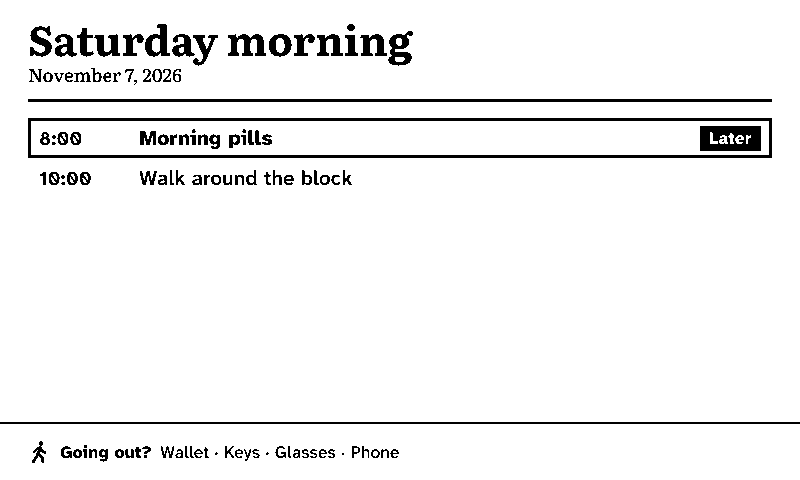 Saturday morning
November 7, 2026
8:00 Morning pills Later
10:00 Walk around the block
Going out? Wallet · Keys · Glasses · Phone